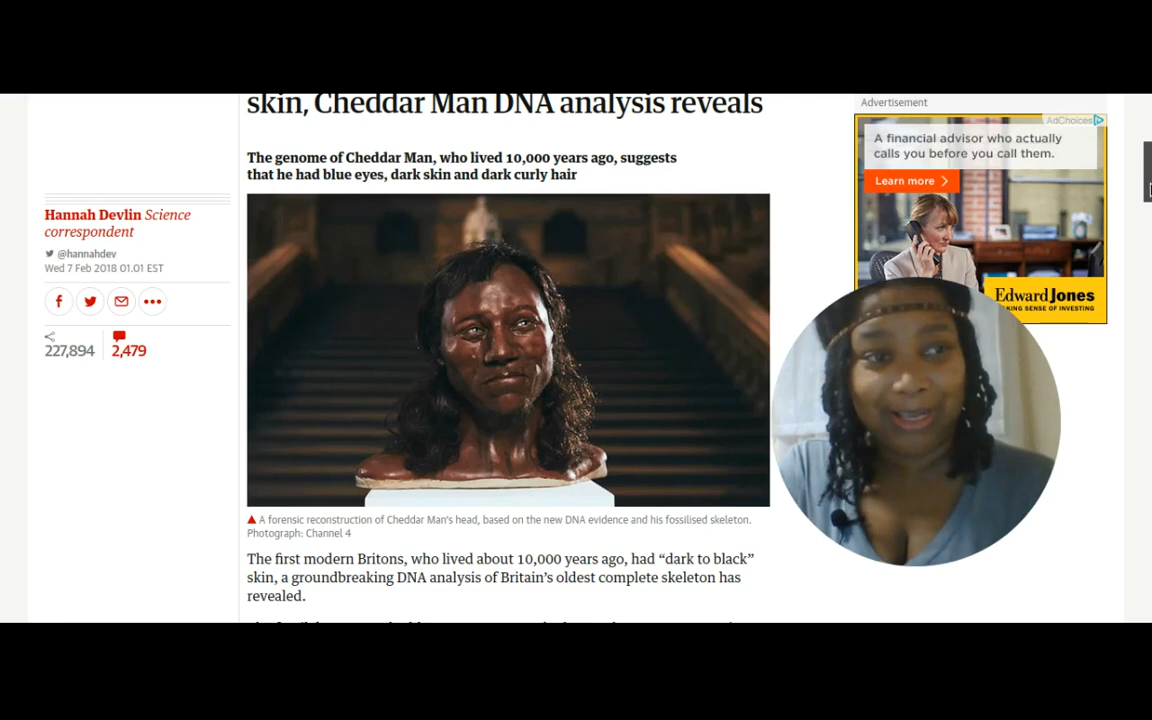 skin, Cheddar Man DNA analysis reveals
The genome of Cheddar Man, who lived 10,000 years ago, suggests
that he had blue eyes, dark skin and dark curly hair
Hannah Devlin Science
correspondent
@hannahdev
Wed 7 Feb 2018 01.01 EST
227,894
2,479
A forensic reconstruction of Cheddar Man's head, based on the new DNA evidence and his fossilised skeleton.
Photograph: Channel 4
The first modern Britons, who lived about 10,000 years ago, had “dark to black”
skin, a groundbreaking DNA analysis of Britain’s oldest complete skeleton has
revealed.
Advertisement
AdChoices
A financial advisor who actually
calls you before you call them.
Learn more
Edward Jones
SENSE OF INVESTING